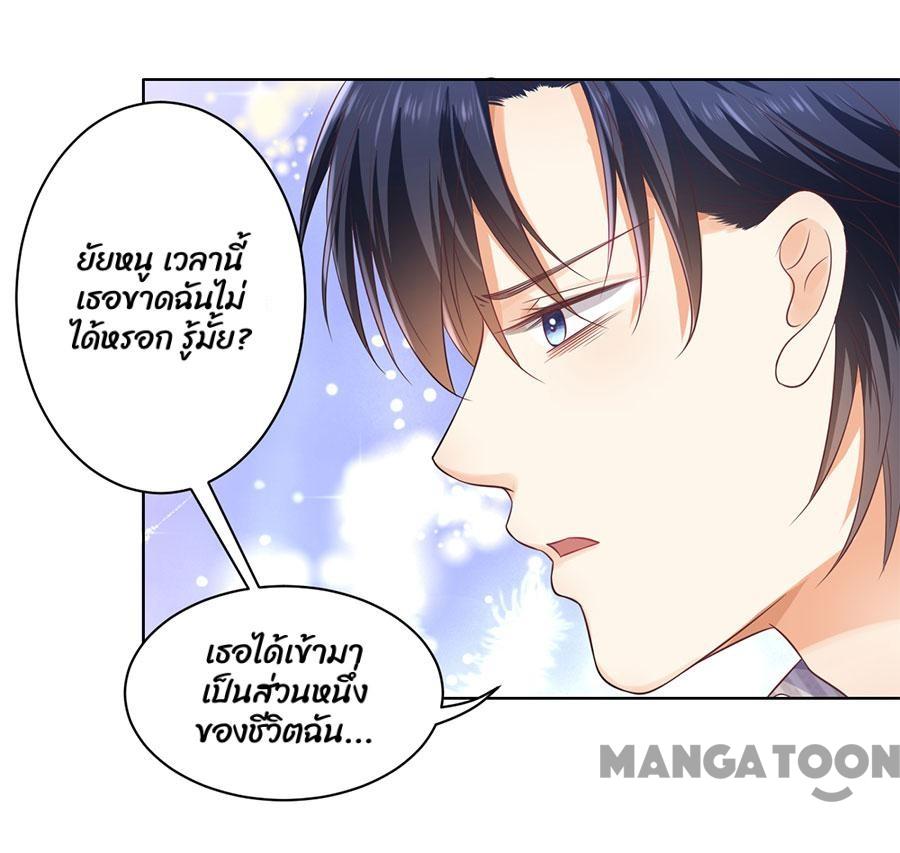 ยัยหนู เวลานี้
เธอขาดฉันไม่
ได้หรอก รู้มั้ย?
เธอได้เข้ามา
เป็นส่วนหนึ่ง
ของชีวิตฉัน...
MANGATOON